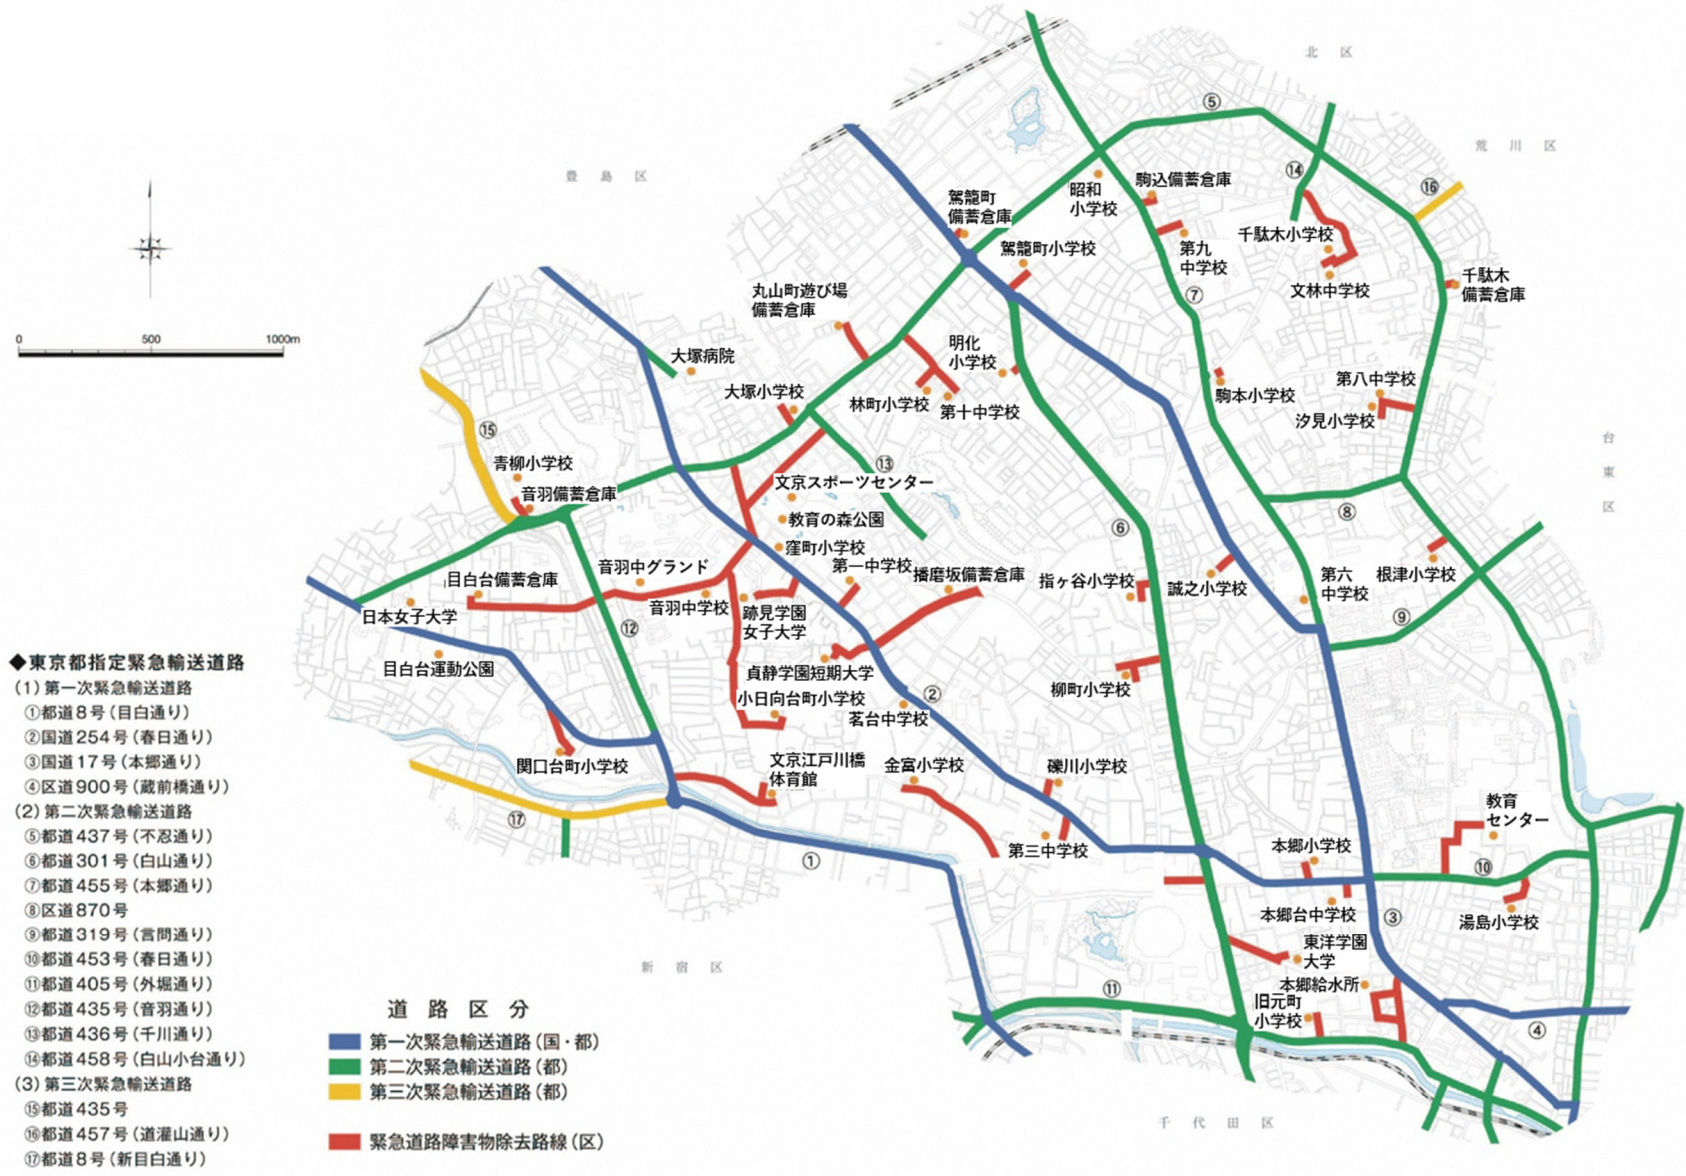 北 区
⑤
荒 川 区
豊 島 区
⑭
⑯
昭和
小学校
駒込備蓄倉庫
駕籠町
備蓄倉庫
駕籠町小学校
千駄木小学校
第九
中学校
文林中学校
千駄木
備蓄倉庫
⑦
丸山町遊び場
備蓄倉庫
0 500 1000m
明化
小学校
大塚病院
大塚小学校
林町小学校
第十中学校
駒本小学校
第八中学校
汐見小学校
⑮
台
東
区
青柳小学校
⑬
音羽備蓄倉庫
文京スポーツセンター
⑧
教育の森公園
⑥
窪町小学校
第一中学校
音羽中グランド
播磨坂備蓄倉庫
目白台備蓄倉庫
指ヶ谷小学校
誠之小学校
第六
中学校
根津小学校
日本女子大学
音羽中学校
跡見学園
女子大学
⑨
⑫
目白台運動公園
貞静学園短期大学
柳町小学校
小日向台町小学校
②
茗台中学校
関口台町小学校
文京江戸川橋
体育館
金富小学校
礫川小学校
教育
センター
⑰
①
第三中学校
本郷小学校
⑩
本郷台中学校
③
湯島小学校
東洋学園
大学
新 宿 区
本郷給水所
⑪
旧元町
小学校
④
千 代 田 区
◆東京都指定緊急輸送道路
(1)第一次緊急輸送道路
①都道8号(目白通り)
②国道254号(春日通り)
③国道17号(本郷通り)
④区道900号(蔵前橋通り)
(2)第二次緊急輸送道路
⑤都道437号(不忍通り)
⑥都道301号(白山通り)
⑦都道455号(本郷通り)
⑧区道870号
⑨都道319号(言問通り)
⑩都道453号(春日通り)
⑪都道405号(外堀通り)
⑫都道435号(音羽通り)
⑬都道436号(千川通り)
⑭都道458号(白山小台通り)
(3)第三次緊急輸送道路
⑮都道435号
⑯都道457号(道灌山通り)
⑰都道8号(新目白通り)
道 路 区 分
第一次緊急輸送道路(国・都)
第二次緊急輸送道路(都)
第三次緊急輸送道路(都)
緊急道路障害物除去路線(区)